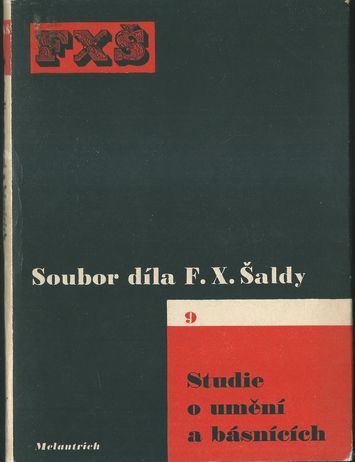 FXŠ
Soubor díla F. X. Šaldy
9
Studie
o umění
a básnících
Melantrich